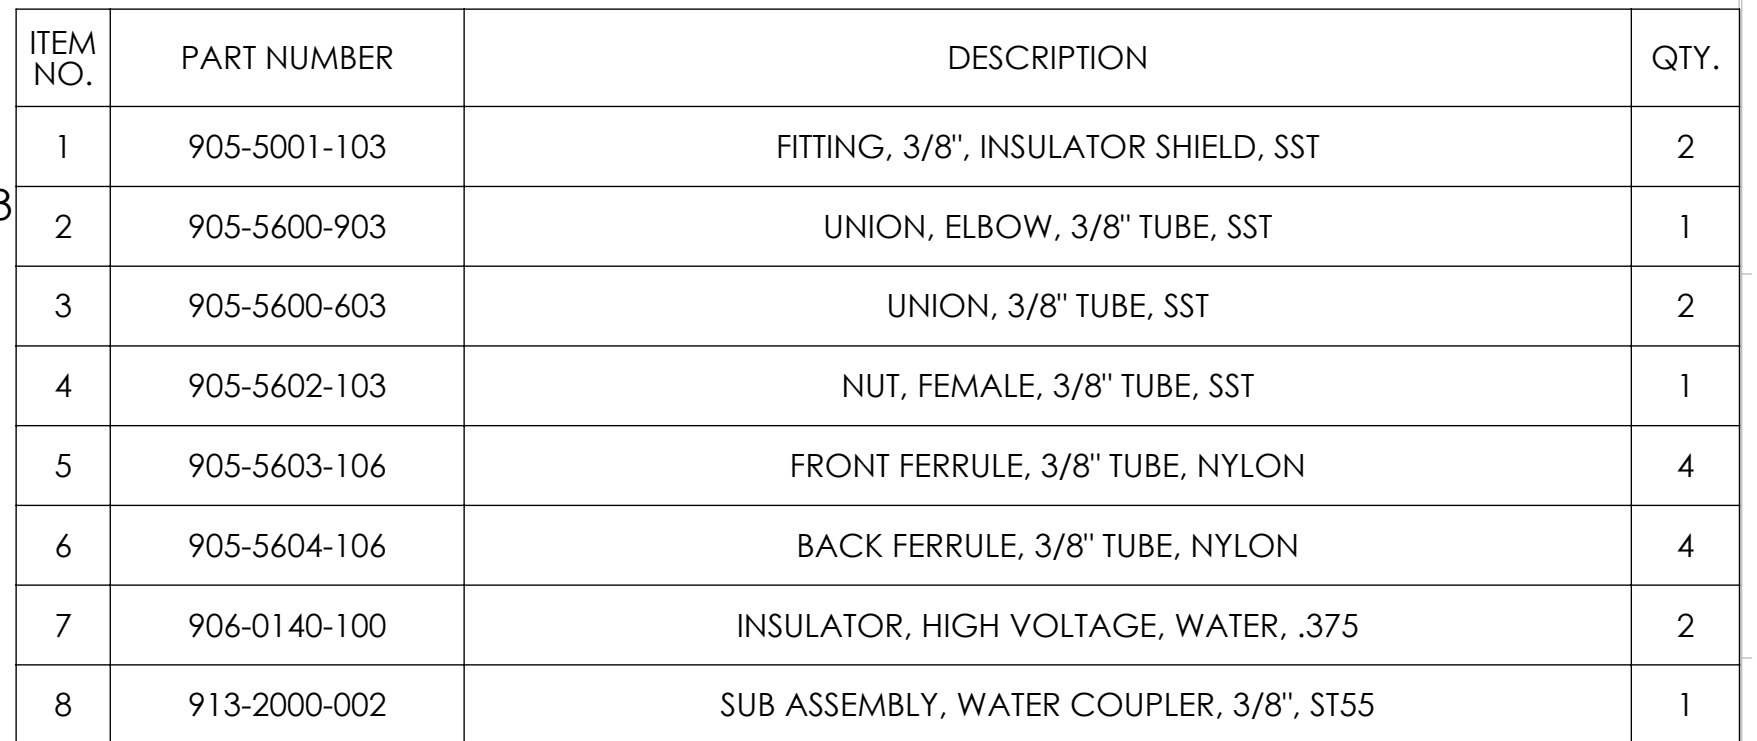 ITEM NO. PART NUMBER DESCRIPTION QTY.
1 905-5001-103 FITTING, 3/8", INSULATOR SHIELD, SST 2
3
2 905-5600-903 UNION, ELBOW, 3/8" TUBE, SST 1
3 905-5600-603 UNION, 3/8" TUBE, SST 2
4 905-5602-103 NUT, FEMALE, 3/8" TUBE, SST 1
5 905-5603-106 FRONT FERRULE, 3/8" TUBE, NYLON 4
6 905-5604-106 BACK FERRULE, 3/8" TUBE, NYLON 4
7 906-0140-100 INSULATOR, HIGH VOLTAGE, WATER, .375 2
8 913-2000-002 SUB ASSEMBLY, WATER COUPLER, 3/8", ST55 1